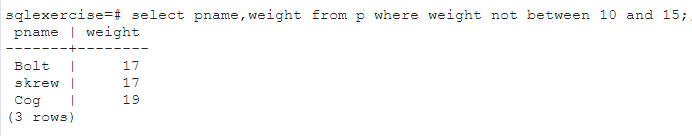 sqlexercise=# select pname,weight from p where weight not between 10 and 15;
pname | weight
-------+--------
Bolt | 17
skrew | 17
Cog | 19
(3 rows)